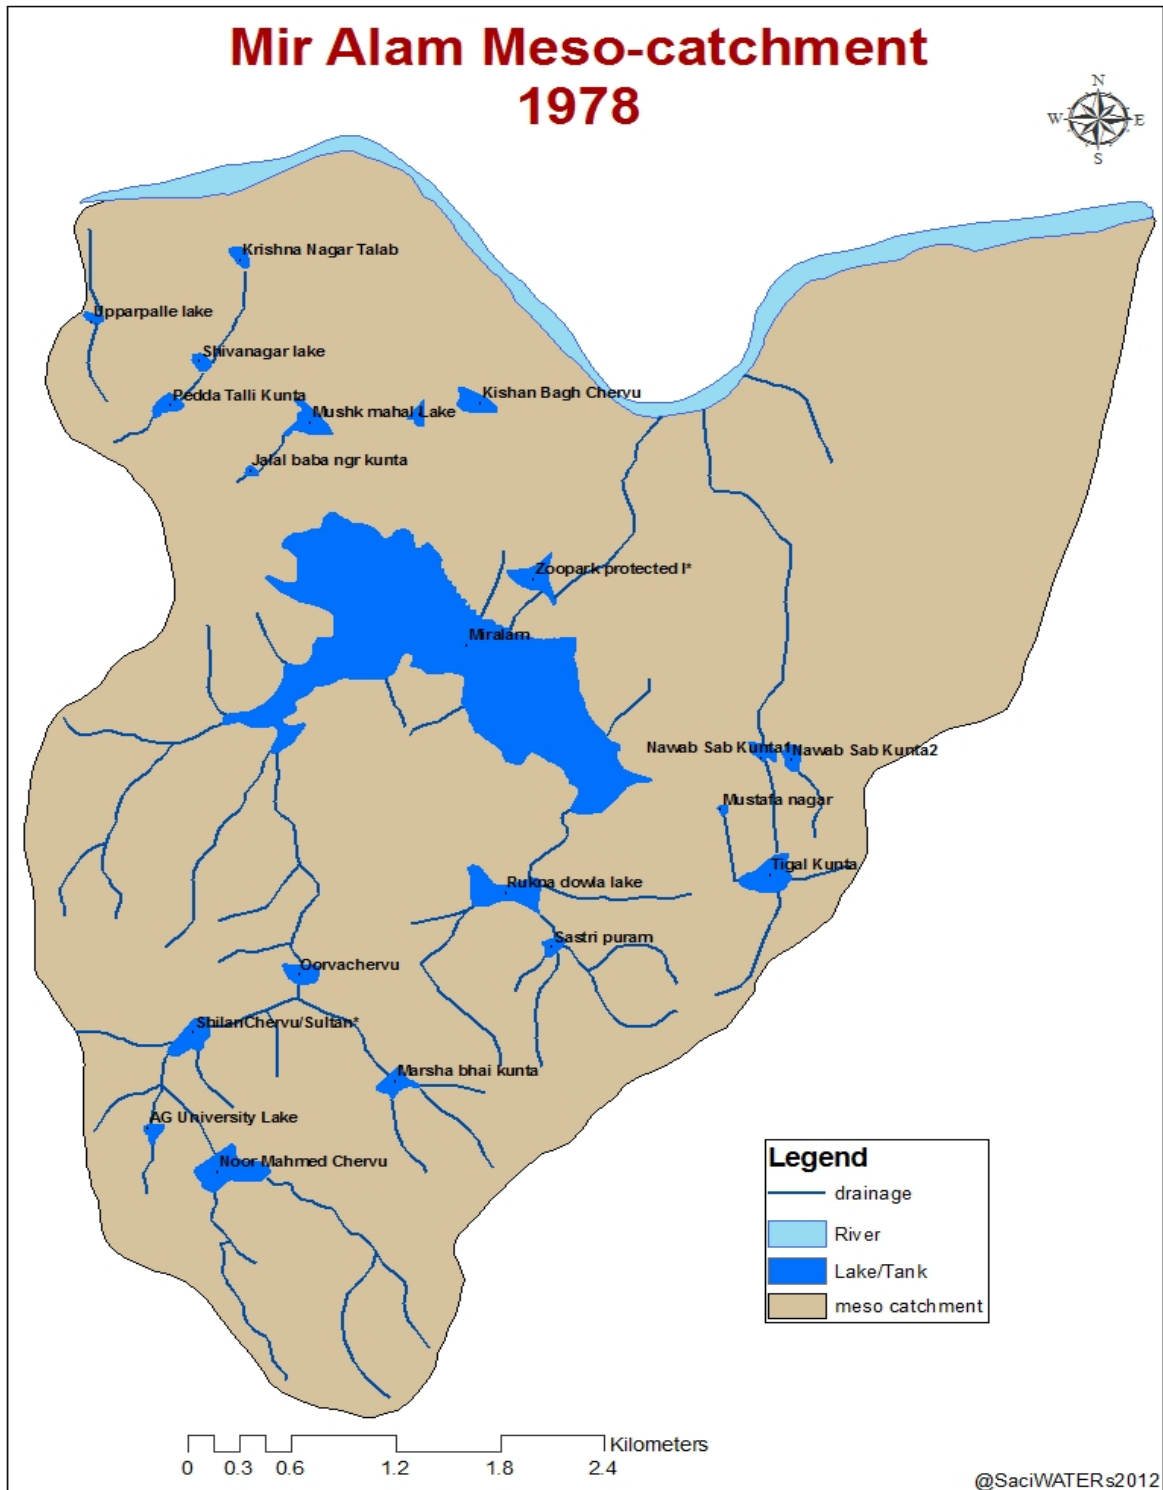 Mir Alam Meso-catchment
1978
N
W E
S
Krishna Nagar Talab
Upparpalle lake
Shivanagar lake
Pedda Talli Kunta
Kishan Bagh Chervu
Mushk mahal Lake
Jalal baba ngr kunta
Zoopark protected l*
Miralam
Nawab Sab Kunta1
Nawab Sab Kunta2
Mustafa nagar
Tigal Kunta
Rukna dowla lake
Sastri puram
Oorvachervu
ShilanChervu/Sultan*
Marsha bhai kunta
AG University Lake
Noor Mahmed Chervu
Legend
drainage
River
Lake/Tank
meso catchment
Kilometers
0 0.3 0.6 1.2 1.8 2.4
@SaciWATERs2012